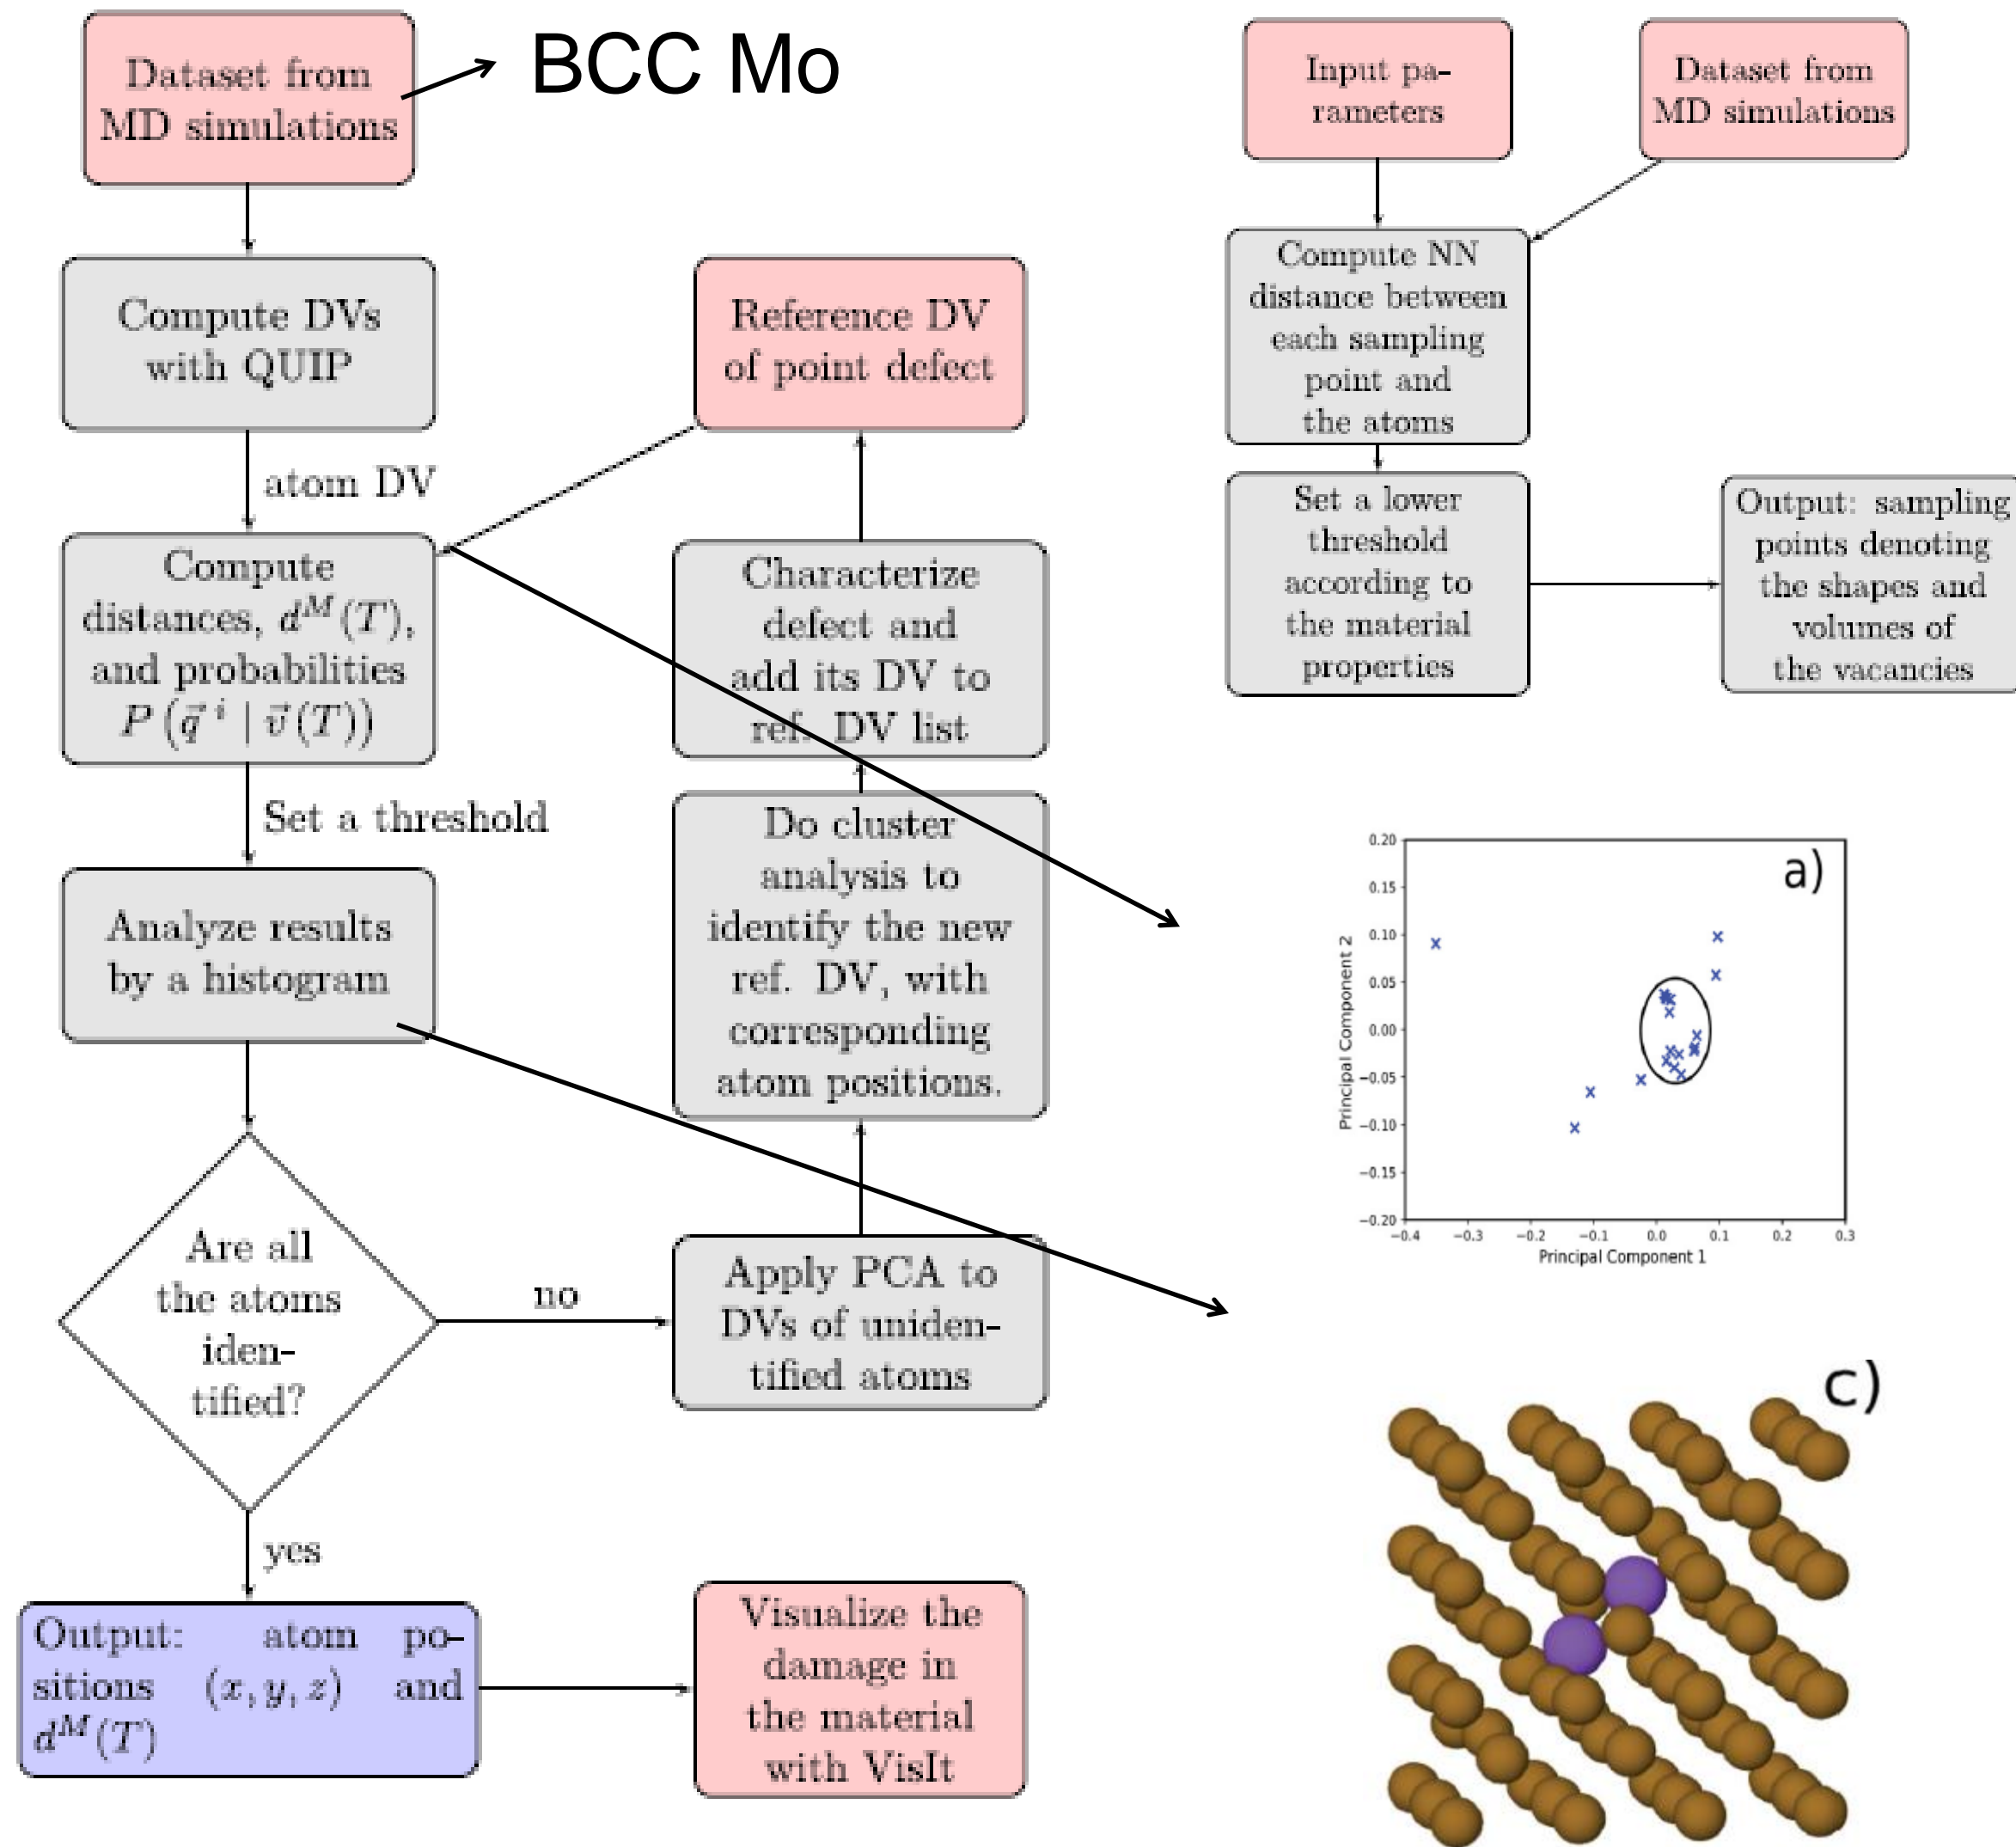 Dataset from
MD simulations
BCC Mo
Compute DVs
with QUIP
atom DV
Compute
distances, d^M(T),
and probabilities
P(q⃗ ^i | v⃗(T))
Set a threshold
Analyze results
by a histogram
Are all
the atoms
iden-
tified?
no
yes
Output: atom po-
sitions (x, y, z) and
d^M(T)
Visualize the
damage in
the material
with VisIt
Apply PCA to
DVs of uniden-
tified atoms
Do cluster
analysis to
identify the new
ref. DV, with
corresponding
atom positions.
Characterize
defect and
add its DV to
ref. DV list
Reference DV
of point defect
Input pa-
rameters
Dataset from
MD simulations
Compute NN
distance between
each sampling
point and
the atoms
Set a lower
threshold
according to
the material
properties
Output: sampling
points denoting
the shapes and
volumes of
the vacancies
a)
Principal Component 2
0.20
0.15
0.10
0.05
0.00
−0.05
−0.10
−0.15
−0.20
−0.4 −0.3 −0.2 −0.1 0.0 0.1 0.2 0.3
Principal Component 1
c)